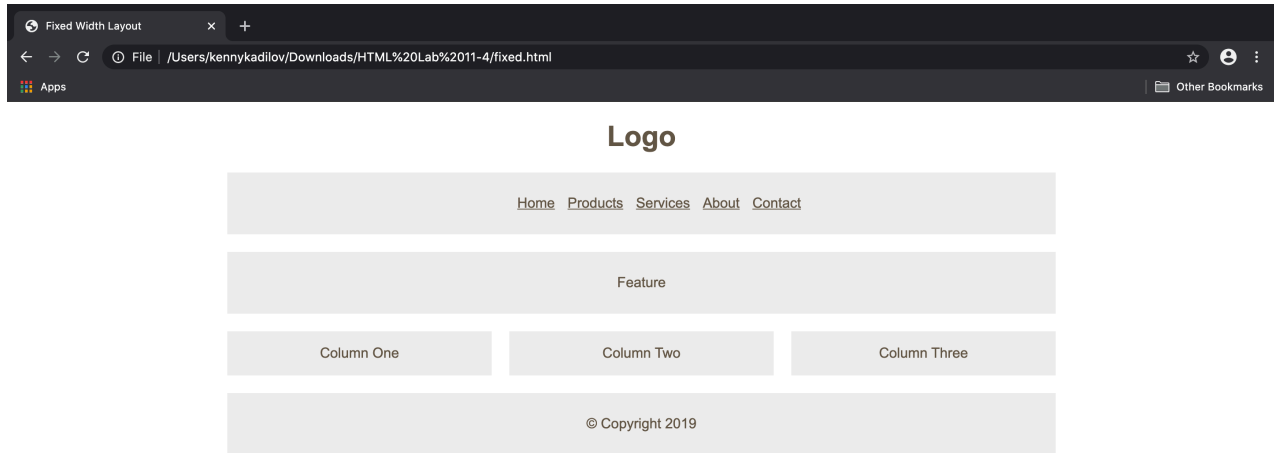 Fixed Width Layout
File | /Users/kennykadilov/Downloads/HTML%20Lab%2011-4/fixed.html
Apps Other Bookmarks
Logo
Home Products Services About Contact
Feature
Column One Column Two Column Three
© Copyright 2019